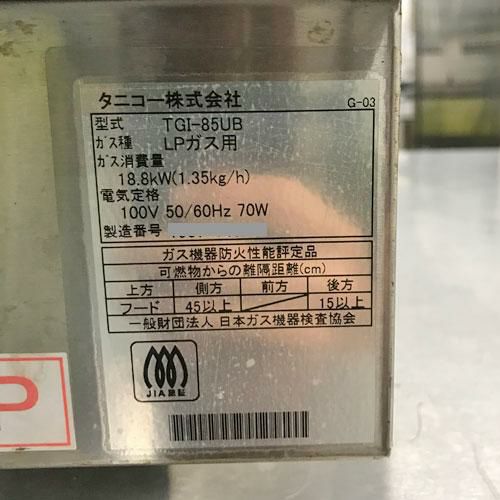 タニコー株式会社
G-03
型式 TGI-85UB
ガス種 LPガス用
ガス消費量
18.8kW(1.35kg/h)
電気定格
100V 50/60Hz 70W
製造番号
ガス機器防火性能評定品
可燃物からの離隔距離(cm)
上方 側方 前方 後方
フード 45以上 15以上
一般財団法人 日本ガス機器検査協会
JIA認証
P